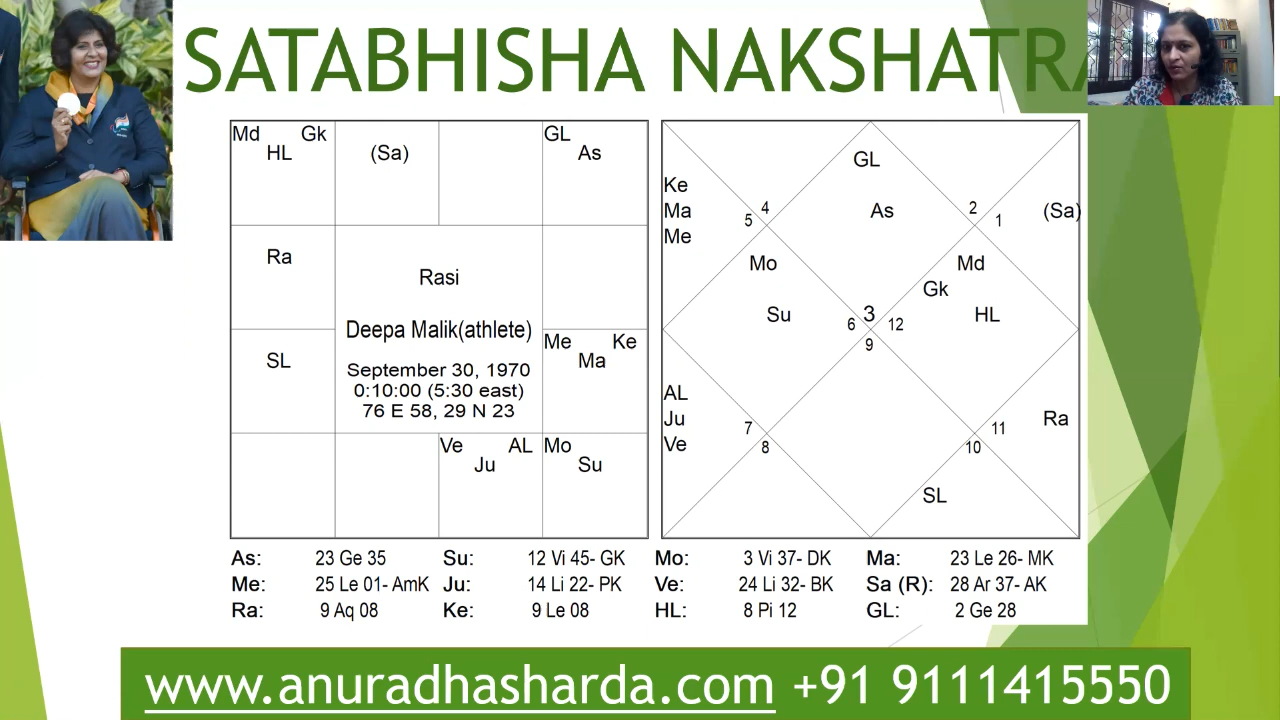 SATABHISHA NAKSHATRA
Md Gk
HL
(Sa)
GL
As
Ra
Rasi
SL
Deepa Malik(athlete)
September 30, 1970
0:10:00 (5:30 east)
76 E 58, 29 N 23
Me Ke
Ma
Ve AL
Ju
Mo
Su
GL
Ke
Ma
Me
4
5
As
2
1
(Sa)
Mo
Su
Md
Gk
HL
3
6
12
9
AL
Ju
Ve
7
8
11
10
Ra
SL
As: 23 Ge 35 Su: 12 Vi 45- GK Mo: 3 Vi 37- DK Ma: 23 Le 26- MK
Me: 25 Le 01- AmK Ju: 14 Li 22- PK Ve: 24 Li 32- BK Sa (R): 28 Ar 37- AK
Ra: 9 Aq 08 Ke: 9 Le 08 HL: 8 Pi 12 GL: 2 Ge 28
www.anuradhasharda.com +91 9111415550